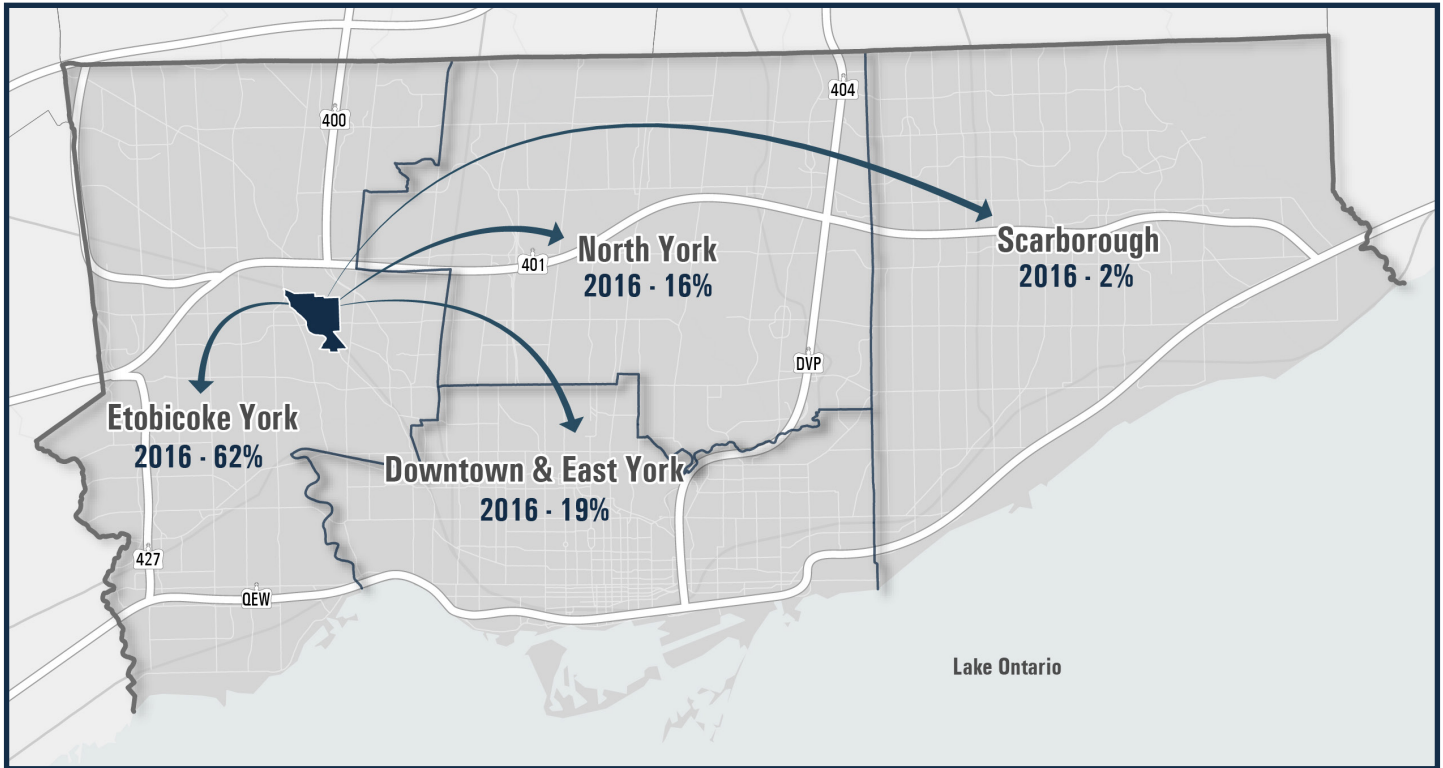 400
404
401
North York
2016 - 16%
Scarborough
2016 - 2%
DVP
Etobicoke York
2016 - 62%
Downtown & East York
2016 - 19%
427
QEW
Lake Ontario